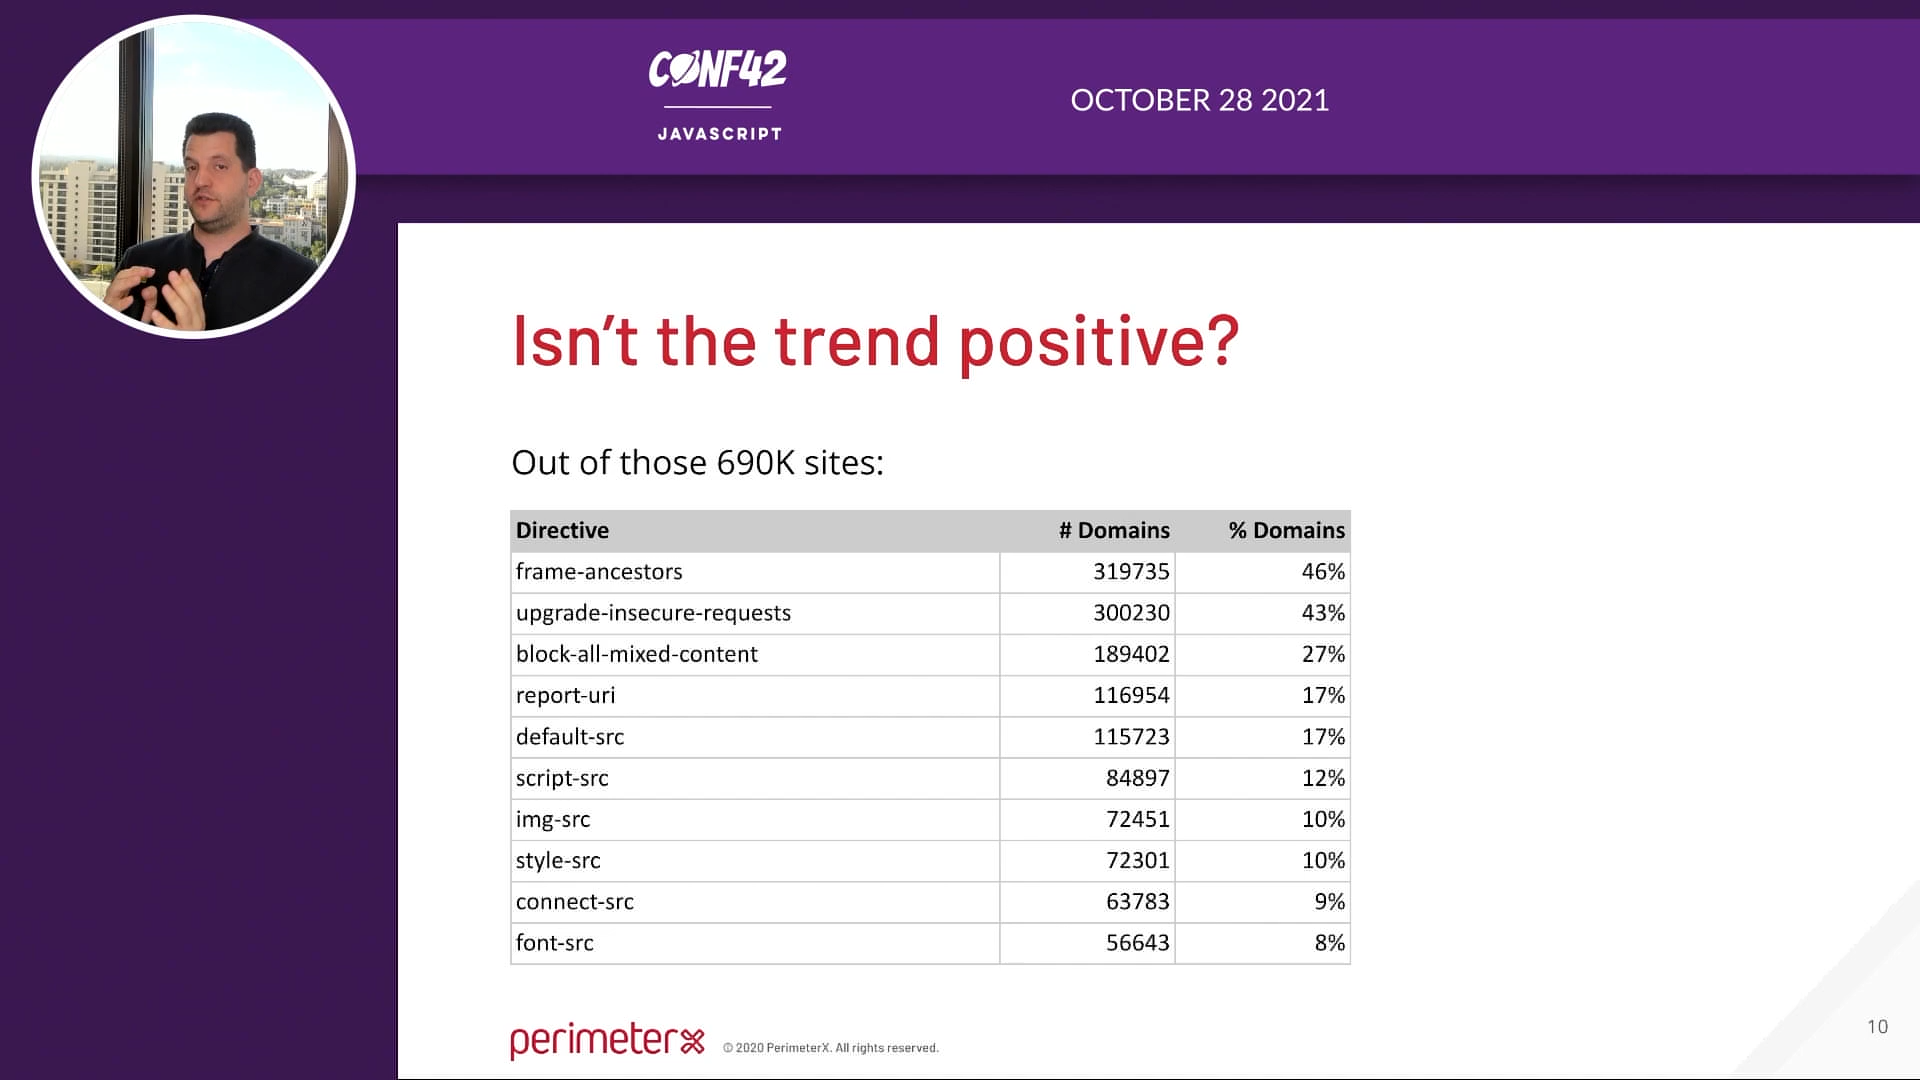 CONF42
JAVASCRIPT
OCTOBER 28 2021
Isn't the trend positive?
Out of those 690K sites:
Directive # Domains % Domains
frame-ancestors 319735 46%
upgrade-insecure-requests 300230 43%
block-all-mixed-content 189402 27%
report-uri 116954 17%
default-src 115723 17%
script-src 84897 12%
img-src 72451 10%
style-src 72301 10%
connect-src 63783 9%
font-src 56643 8%
perimeterx © 2020 PerimeterX. All rights reserved.
10